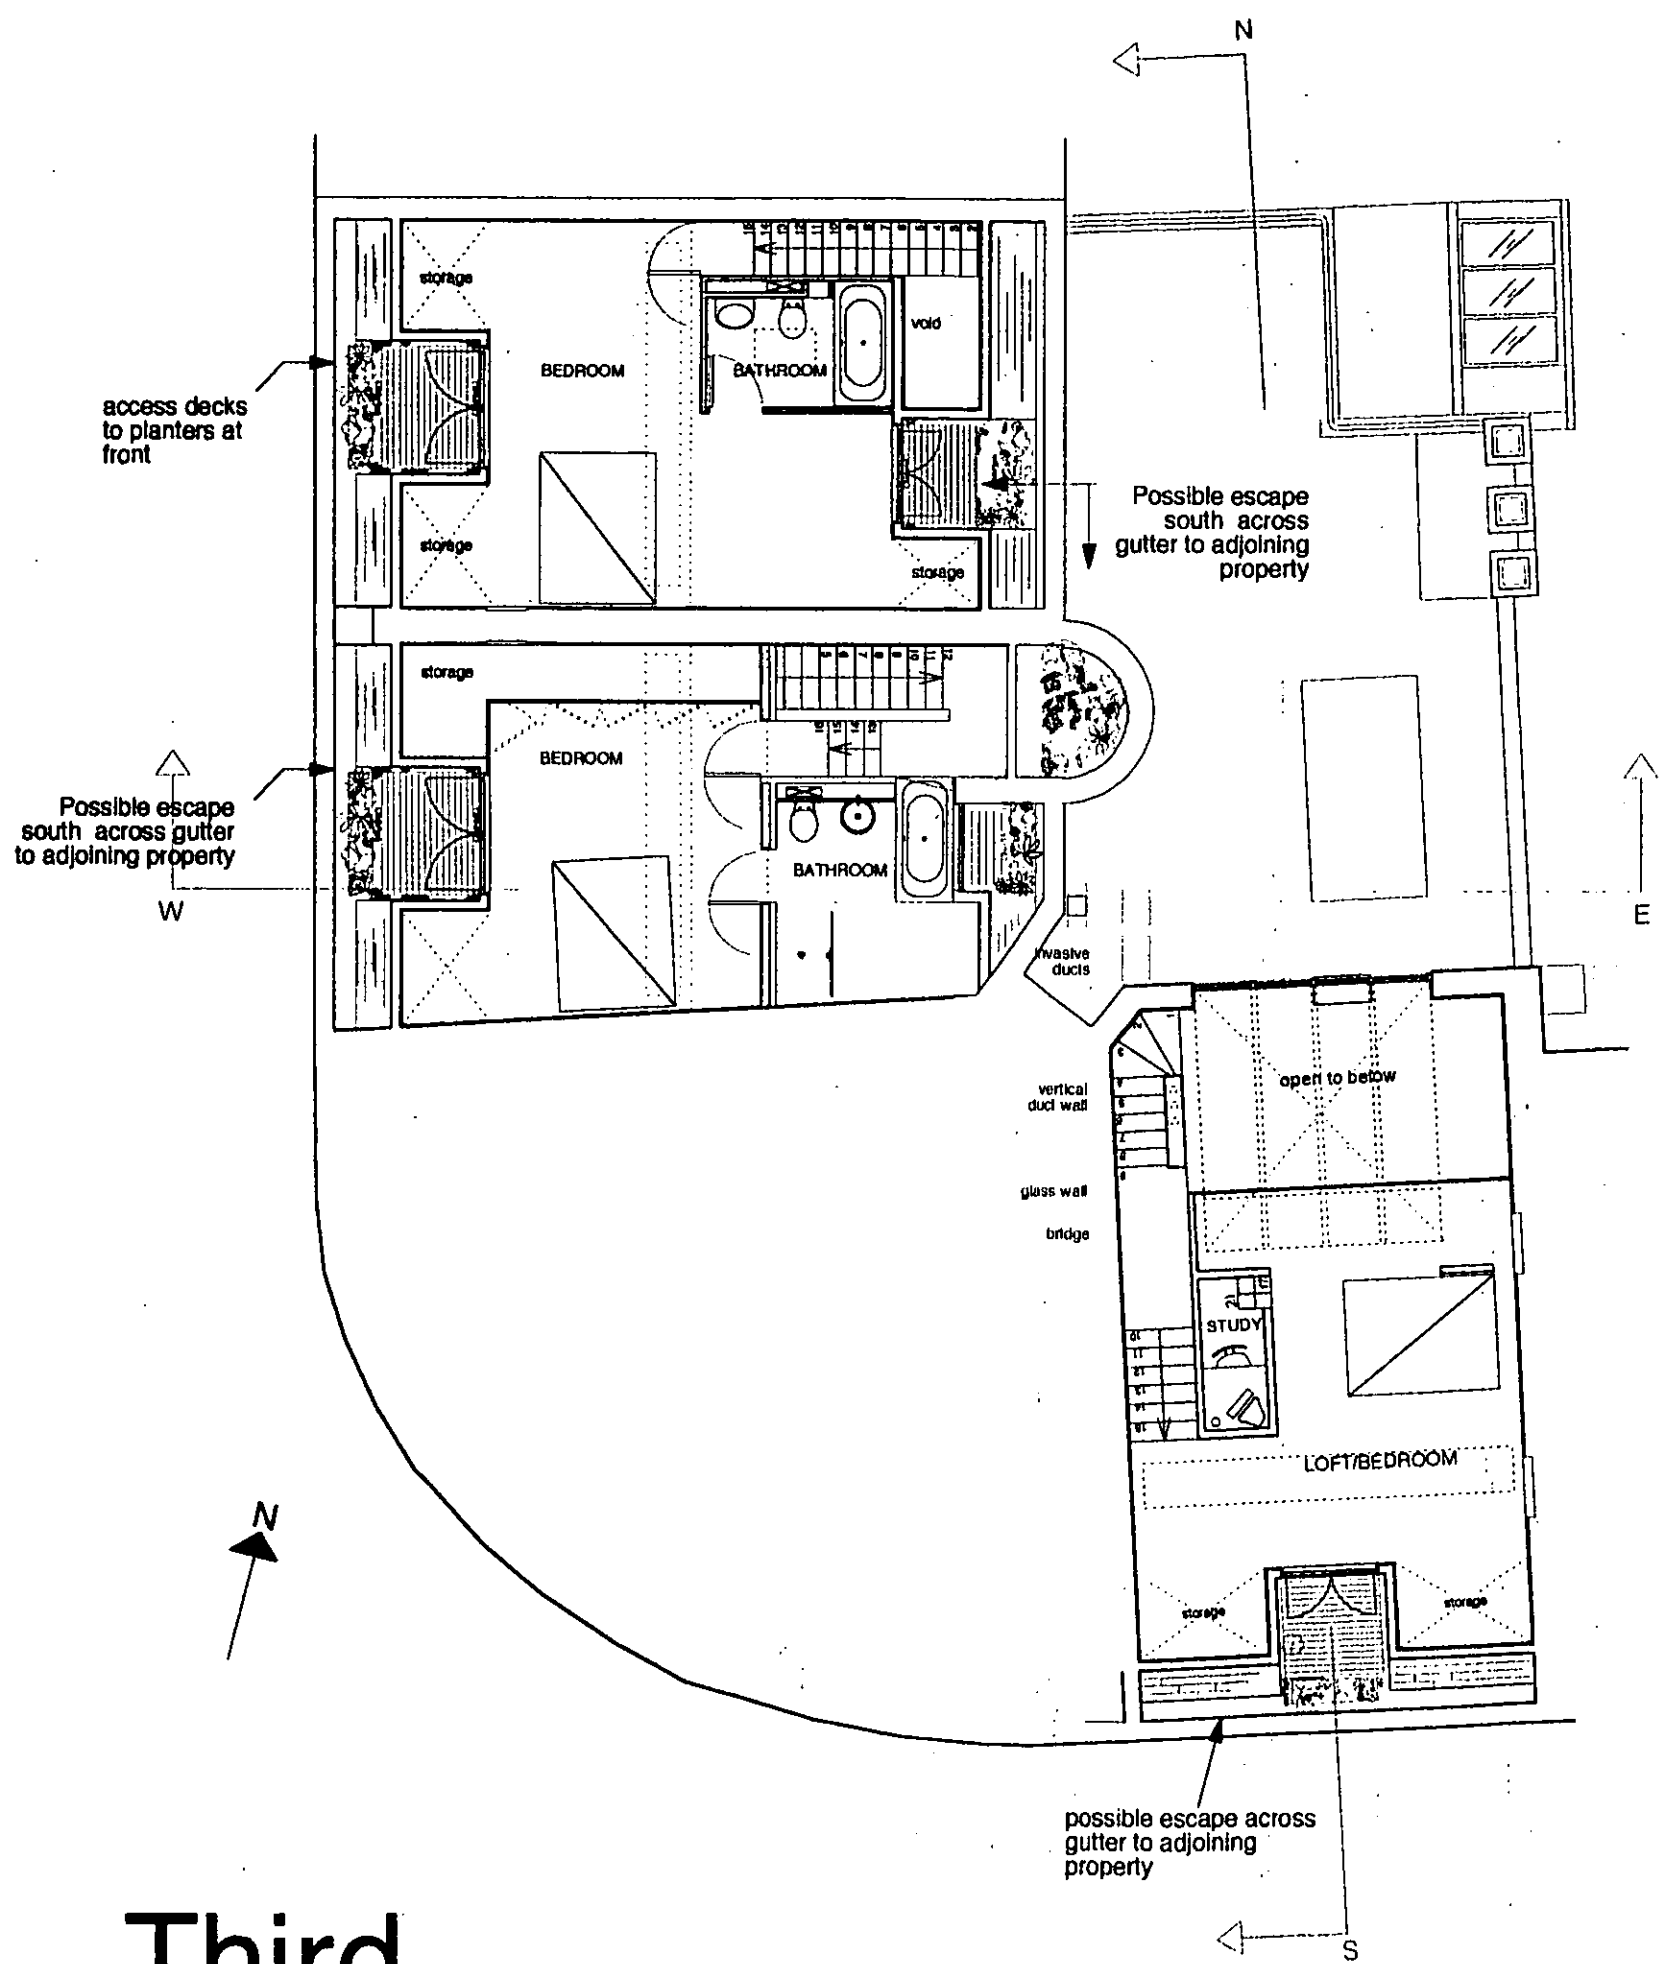 N
storage
void
BEDROOM
BATHROOM
access decks
to planters at
front
Possible escape
south across
gutter to adjoining
property
storage
storage
storage
BEDROOM
Possible escape
south across gutter
to adjoining property
BATHROOM
W
E
invasive
ducts
open to below
vertical
duct wall
glass wall
bridge
STUDY
LOFT/BEDROOM
N
storage
storage
possible escape across
gutter to adjoining
property
S
Third